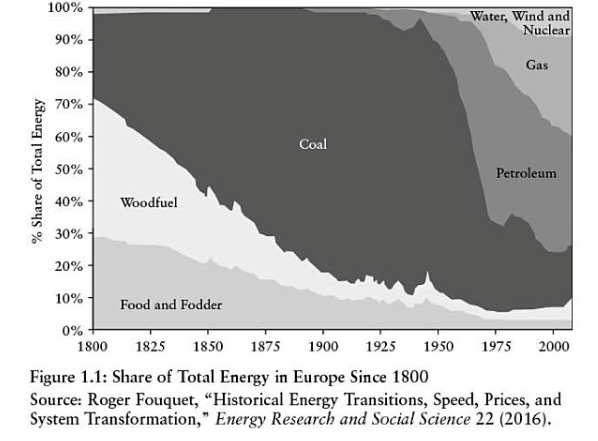 100%
90%
80%
70%
60%
50%
40%
30%
20%
10%
0%
% Share of Total Energy
Water, Wind and
Nuclear
Gas
Coal
Petroleum
Woodfuel
Food and Fodder
1800 1825 1850 1875 1900 1925 1950 1975 2000
Figure 1.1: Share of Total Energy in Europe Since 1800
Source: Roger Fouquet, “Historical Energy Transitions, Speed, Prices, and
System Transformation,” Energy Research and Social Science 22 (2016).